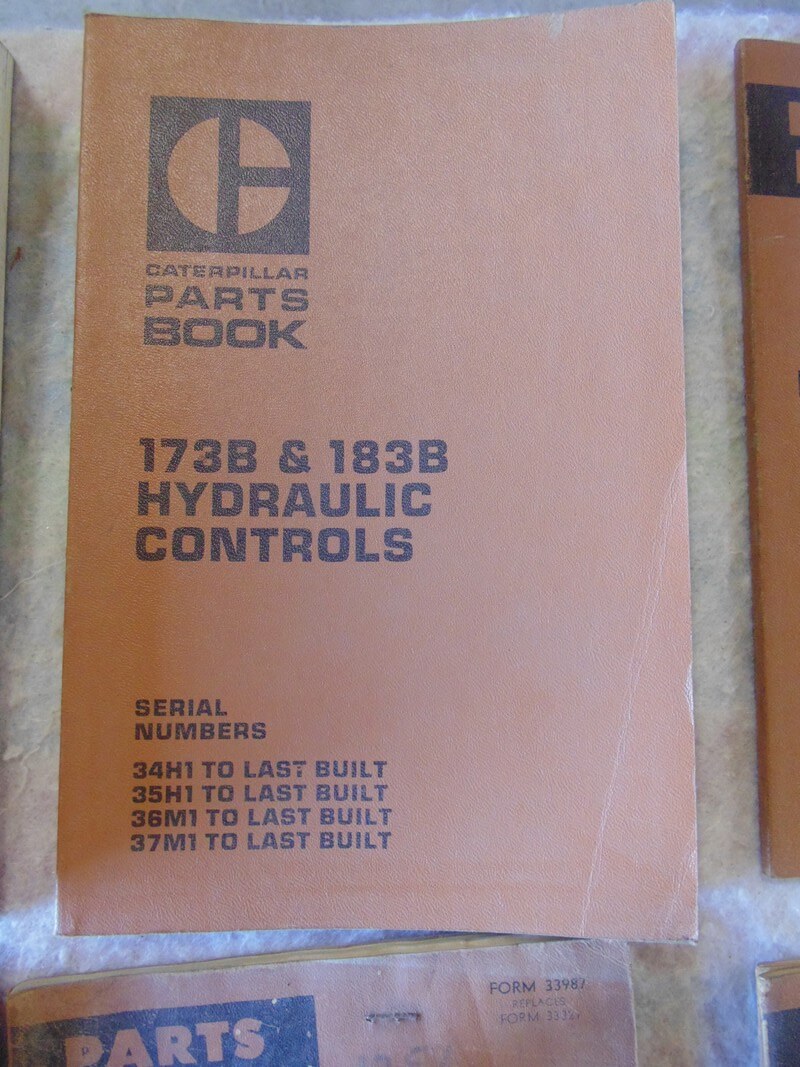 CATERPILLAR
PARTS
BOOK
173B & 183B
HYDRAULIC
CONTROLS
SERIAL
NUMBERS
34H1 TO LAST BUILT
35H1 TO LAST BUILT
36M1 TO LAST BUILT
37M1 TO LAST BUILT
FORM 33987
REPLACES
FORM
PARTS